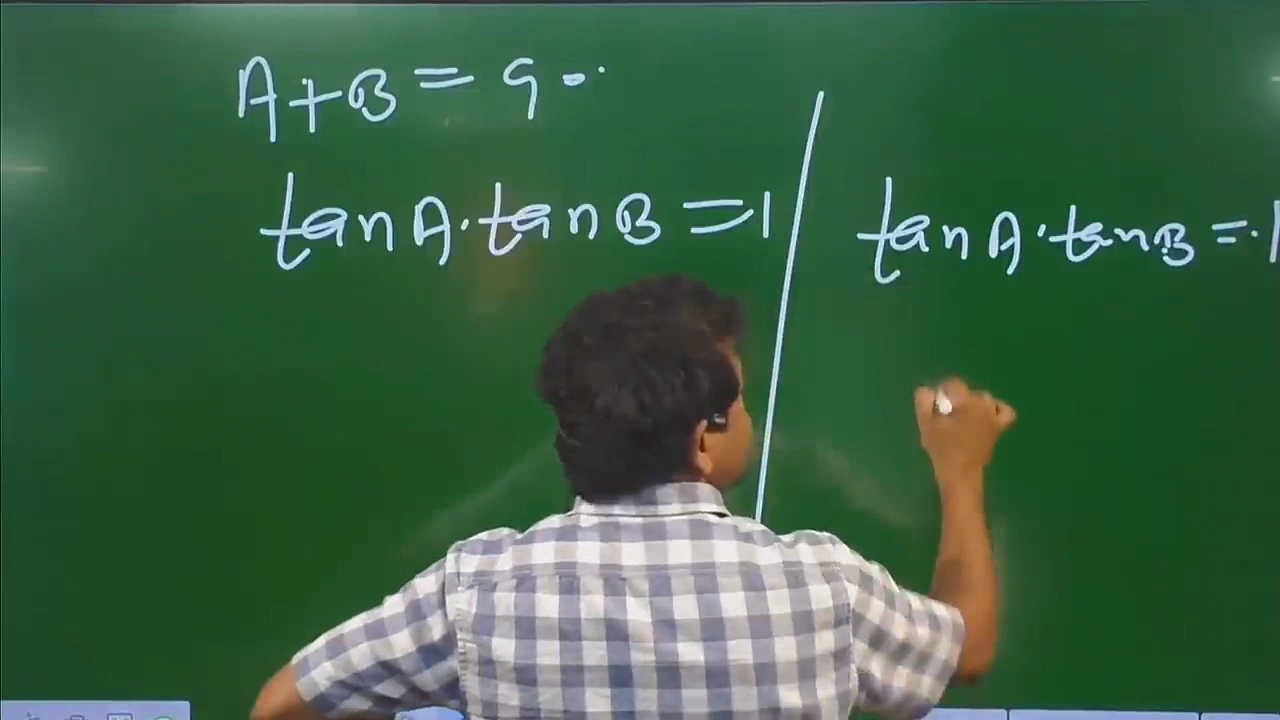 A+B = 90°
tanA·tanB = 1
tanA·tanB = 1